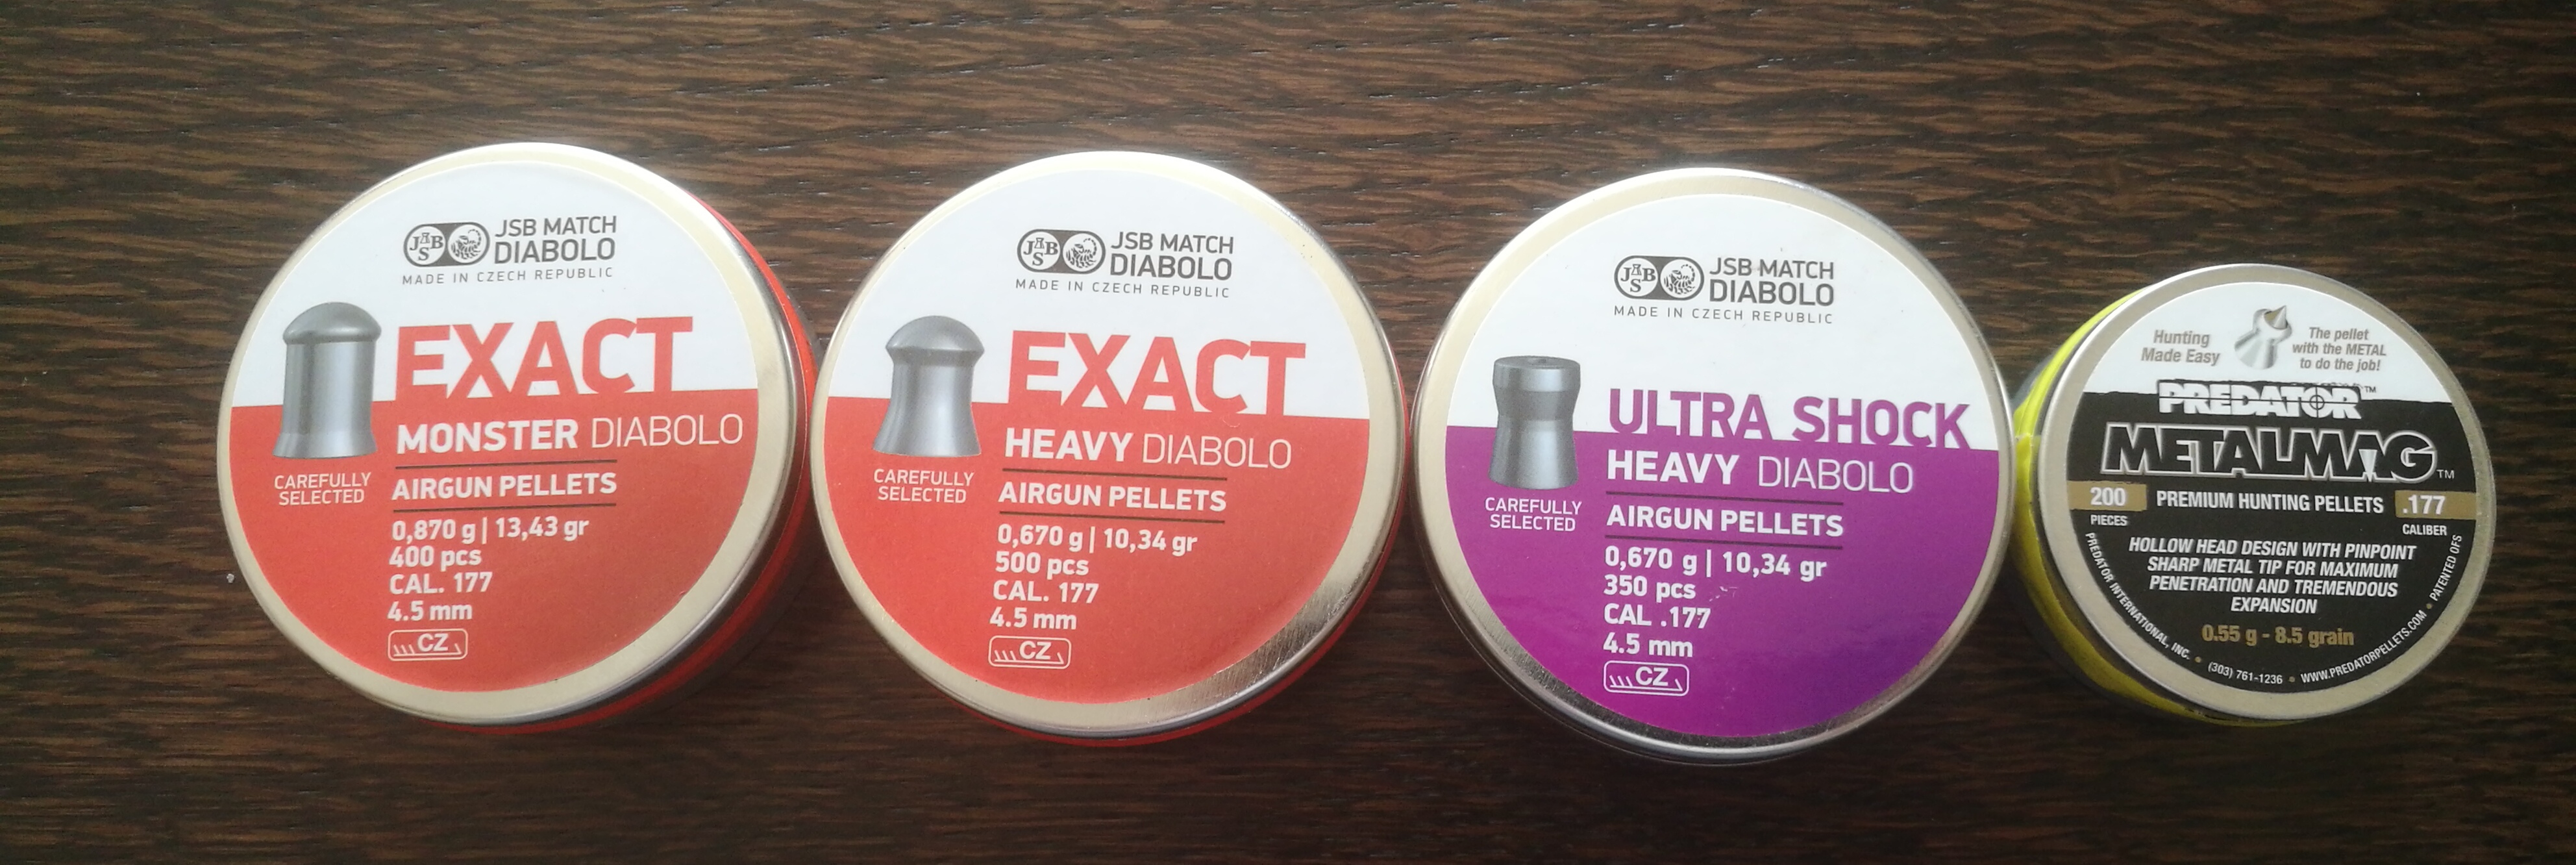 JSB
JSB MATCH
DIABOLO
MADE IN CZECH REPUBLIC
EXACT
MONSTER DIABOLO
CAREFULLY
SELECTED
AIRGUN PELLETS
0,870 g | 13,43 gr
400 pcs
CAL. 177
4.5 mm
CZ
JSB
JSB MATCH
DIABOLO
MADE IN CZECH REPUBLIC
EXACT
HEAVY DIABOLO
CAREFULLY
SELECTED
AIRGUN PELLETS
0,670 g | 10,34 gr
500 pcs
CAL. 177
4.5 mm
CZ
JSB
JSB MATCH
DIABOLO
MADE IN CZECH REPUBLIC
ULTRA SHOCK
HEAVY DIABOLO
CAREFULLY
SELECTED
AIRGUN PELLETS
0,670 g | 10,34 gr
350 pcs
CAL .177
4.5 mm
CZ
Hunting
Made Easy
The pellet
with the METAL
to do the job!
PREDATOR™
METALMAG™
200
PIECES
PREMIUM HUNTING PELLETS
.177
CALIBER
HOLLOW HEAD DESIGN WITH PINPOINT
SHARP METAL TIP FOR MAXIMUM
PENETRATION AND TREMENDOUS
EXPANSION
0.55 g - 8.5 grain
PREDATOR INTERNATIONAL, INC. • (303) 761-1236 • WWW.PREDATORPELLETS.COM • PATENTED OFS